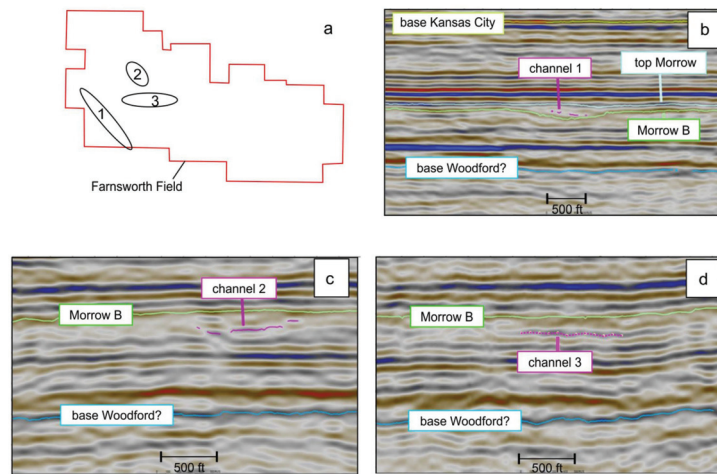 a
1
2
3
Farnsworth Field
b
base Kansas City
channel 1
top Morrow
Morrow B
base Woodford?
500 ft
c
channel 2
Morrow B
base Woodford?
500 ft
d
Morrow B
channel 3
base Woodford?
500 ft